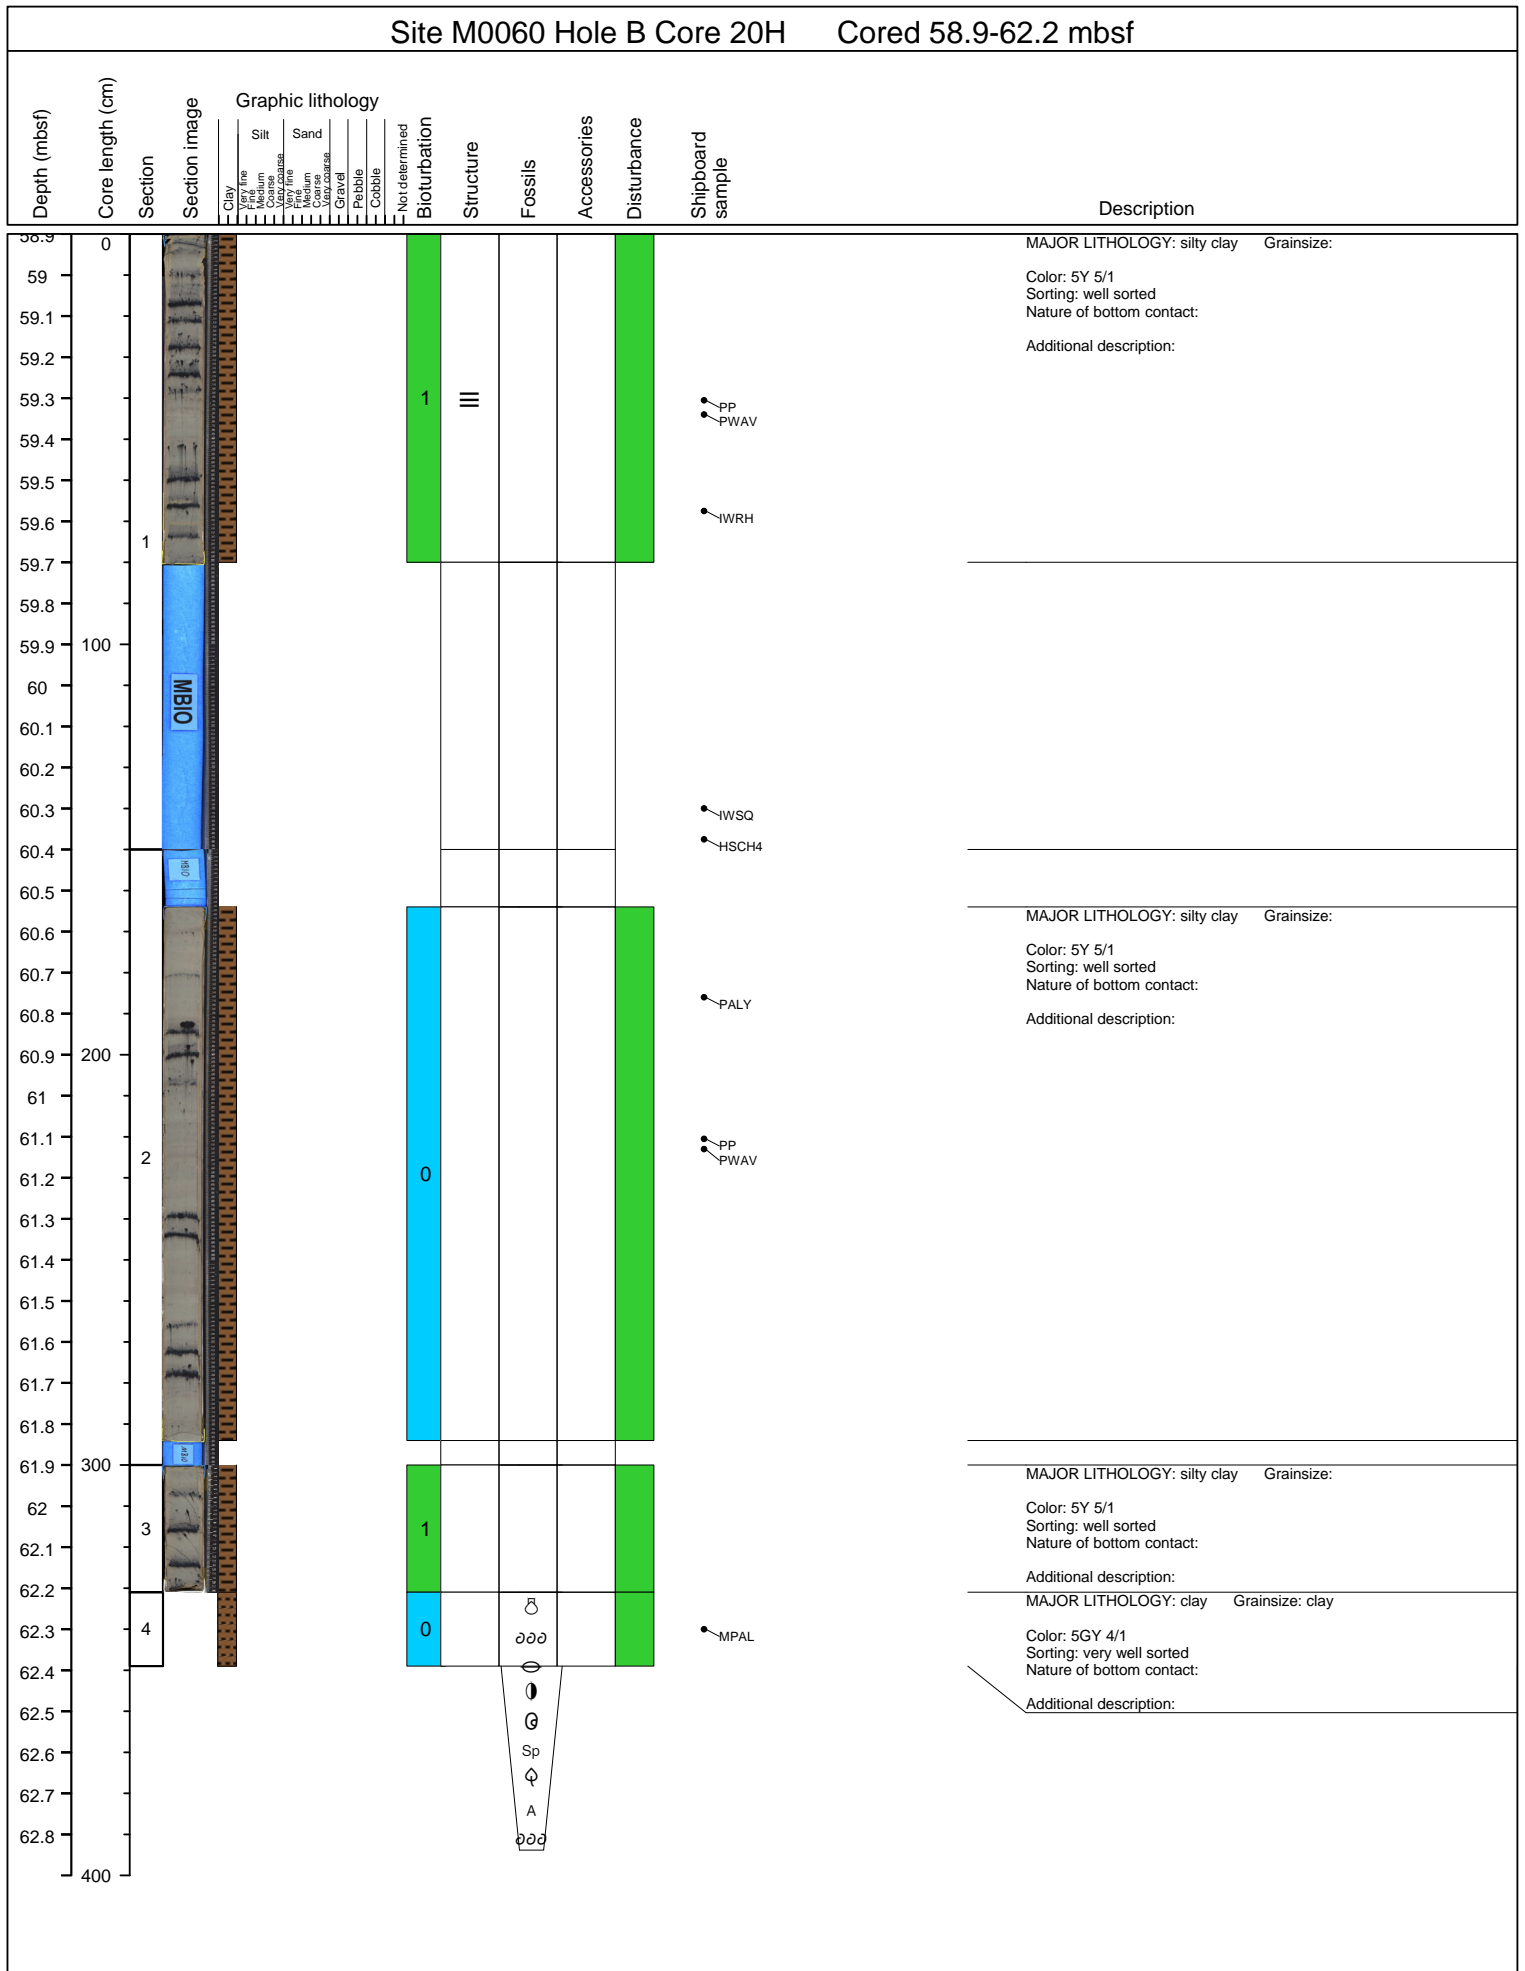 Site M0060 Hole B Core 20H Cored 58.9-62.2 mbsf
Depth (mbsf)
Core length (cm)
Section
Section image
Graphic lithology
Clay
Silt
Very fine
Fine
Medium
Coarse
Very coarse
Sand
Very fine
Fine
Medium
Coarse
Very coarse
Gravel
Pebble
Cobble
Not determined
Bioturbation
Structure
Fossils
Accessories
Disturbance
Shipboard
sample
Description
58.9
59
59.1
59.2
59.3
59.4
59.5
59.6
59.7
59.8
59.9
60
60.1
60.2
60.3
60.4
60.5
60.6
60.7
60.8
60.9
61
61.1
61.2
61.3
61.4
61.5
61.6
61.7
61.8
61.9
62
62.1
62.2
62.3
62.4
62.5
62.6
62.7
62.8
0
100
200
300
400
1
2
3
4
MBIO
MBIO
MBIO
1
0
1
0
Sp
A
PP
PWAV
IWRH
IWSQ
HSCH4
PALY
PP
PWAV
MPAL
MAJOR LITHOLOGY: silty clay Grainsize:
Color: 5Y 5/1
Sorting: well sorted
Nature of bottom contact:
Additional description:
MAJOR LITHOLOGY: silty clay Grainsize:
Color: 5Y 5/1
Sorting: well sorted
Nature of bottom contact:
Additional description:
MAJOR LITHOLOGY: silty clay Grainsize:
Color: 5Y 5/1
Sorting: well sorted
Nature of bottom contact:
Additional description:
MAJOR LITHOLOGY: clay Grainsize: clay
Color: 5GY 4/1
Sorting: very well sorted
Nature of bottom contact:
Additional description: